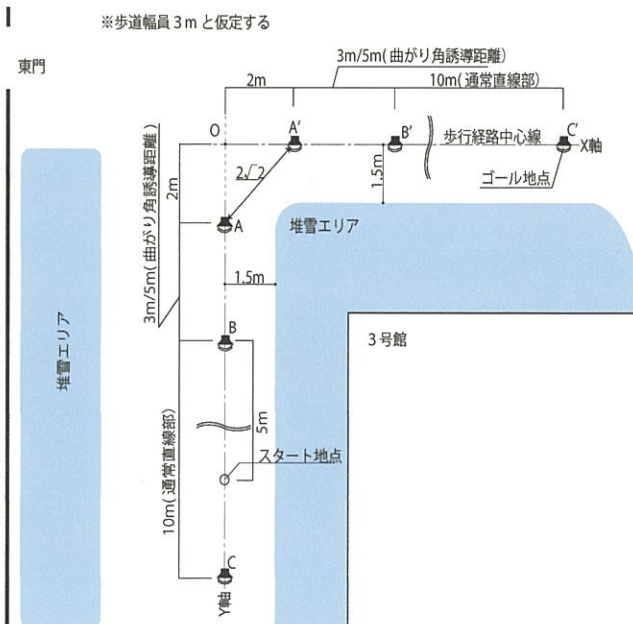 ※歩道幅員3mと仮定する
東門
3m/5m(曲がり角誘導距離)
2m
10m(通常直線部)
O
A'
B'
C'
歩行経路中心線
X軸
ゴール地点
2√2
1.5m
2m
3m/5m(曲がり角誘導距離)
A
堆雪エリア
1.5m
B
3号館
堆雪エリア
5m
スタート地点
10m(通常直線部)
C
Y軸